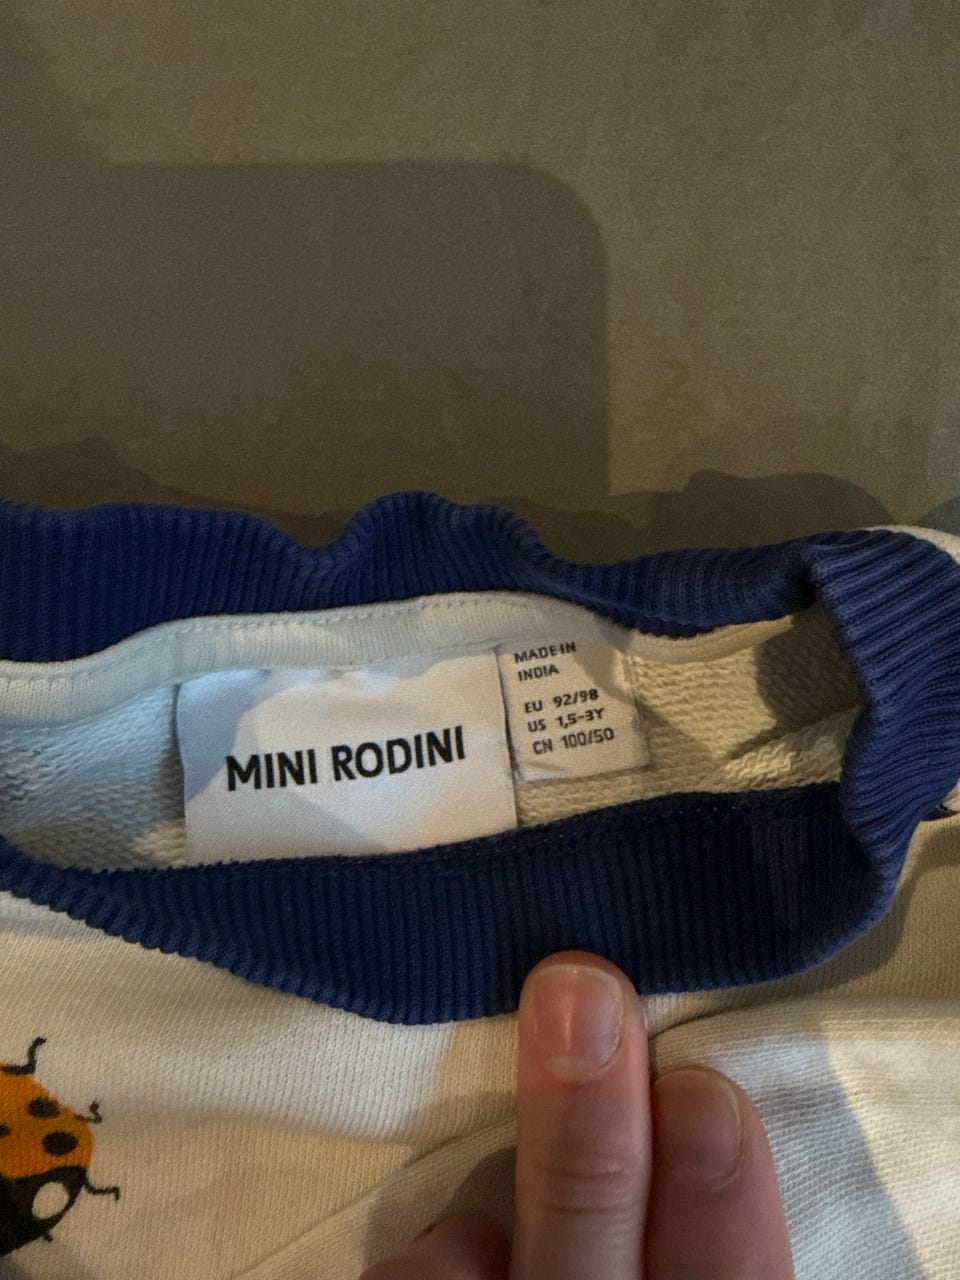 MINI RODINI
MADE IN
INDIA
EU 92/98
US 1,5-3Y
CN 100/50